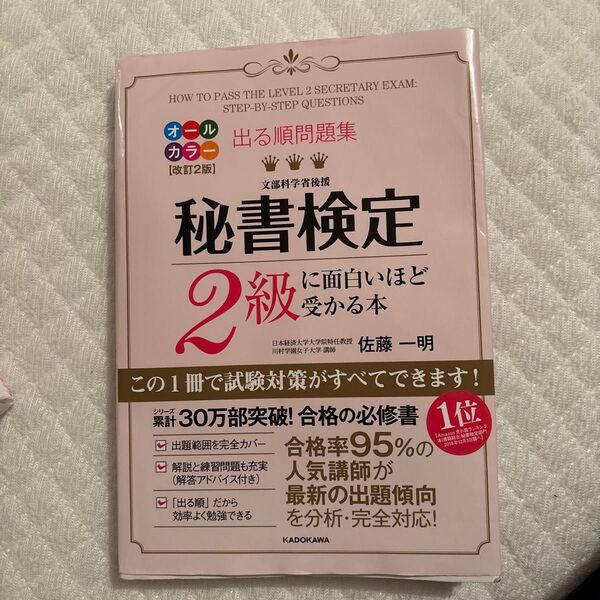 HOW TO PASS THE LEVEL 2 SECRETARY EXAM:
STEP-BY-STEP QUESTIONS
オール
カラー
【改訂2版】
出る順問題集
文部科学省後援
秘書検定
2級に面白いほど
受かる本
日本経済大学大学院特任教授
川村学園女子大学 講師
佐藤 一明
この1冊で試験対策がすべてできます!
シリーズ
累計30万部突破! 合格の必修書
1位
出題範囲を完全カバー
解説と練習問題も充実
(解答アドバイス付き)
「出る順」だから
効率よく勉強できる
合格率95%の
人気講師が
最新の出題傾向
を分析・完全対応!
KADOKAWA